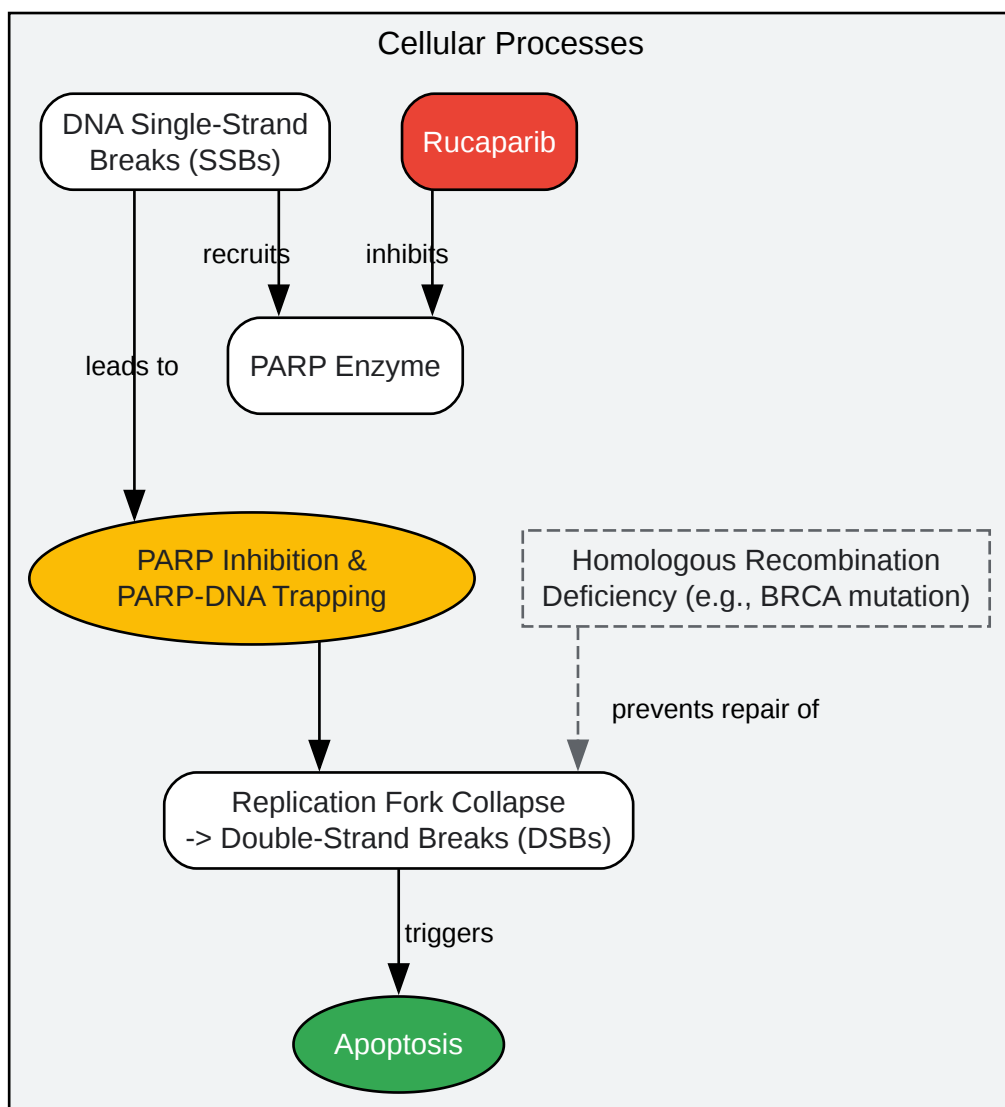 Cellular Processes
DNA Single-Strand
Breaks (SSBs)
Rucaparib
recruits
inhibits
PARP Enzyme
leads to
PARP Inhibition &
PARP-DNA Trapping
Homologous Recombination
Deficiency (e.g., BRCA mutation)
prevents repair of
Replication Fork Collapse
-> Double-Strand Breaks (DSBs)
triggers
Apoptosis